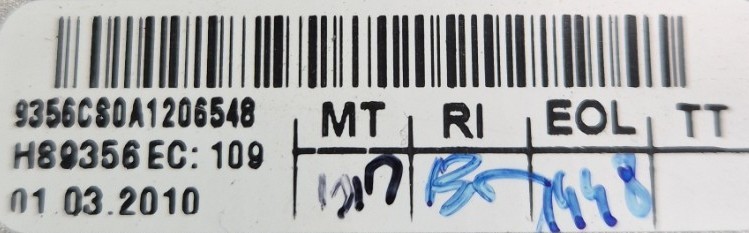 9356CS0A1206548
H89356 EC: 109
01.03.2010
MT RI EOL TT